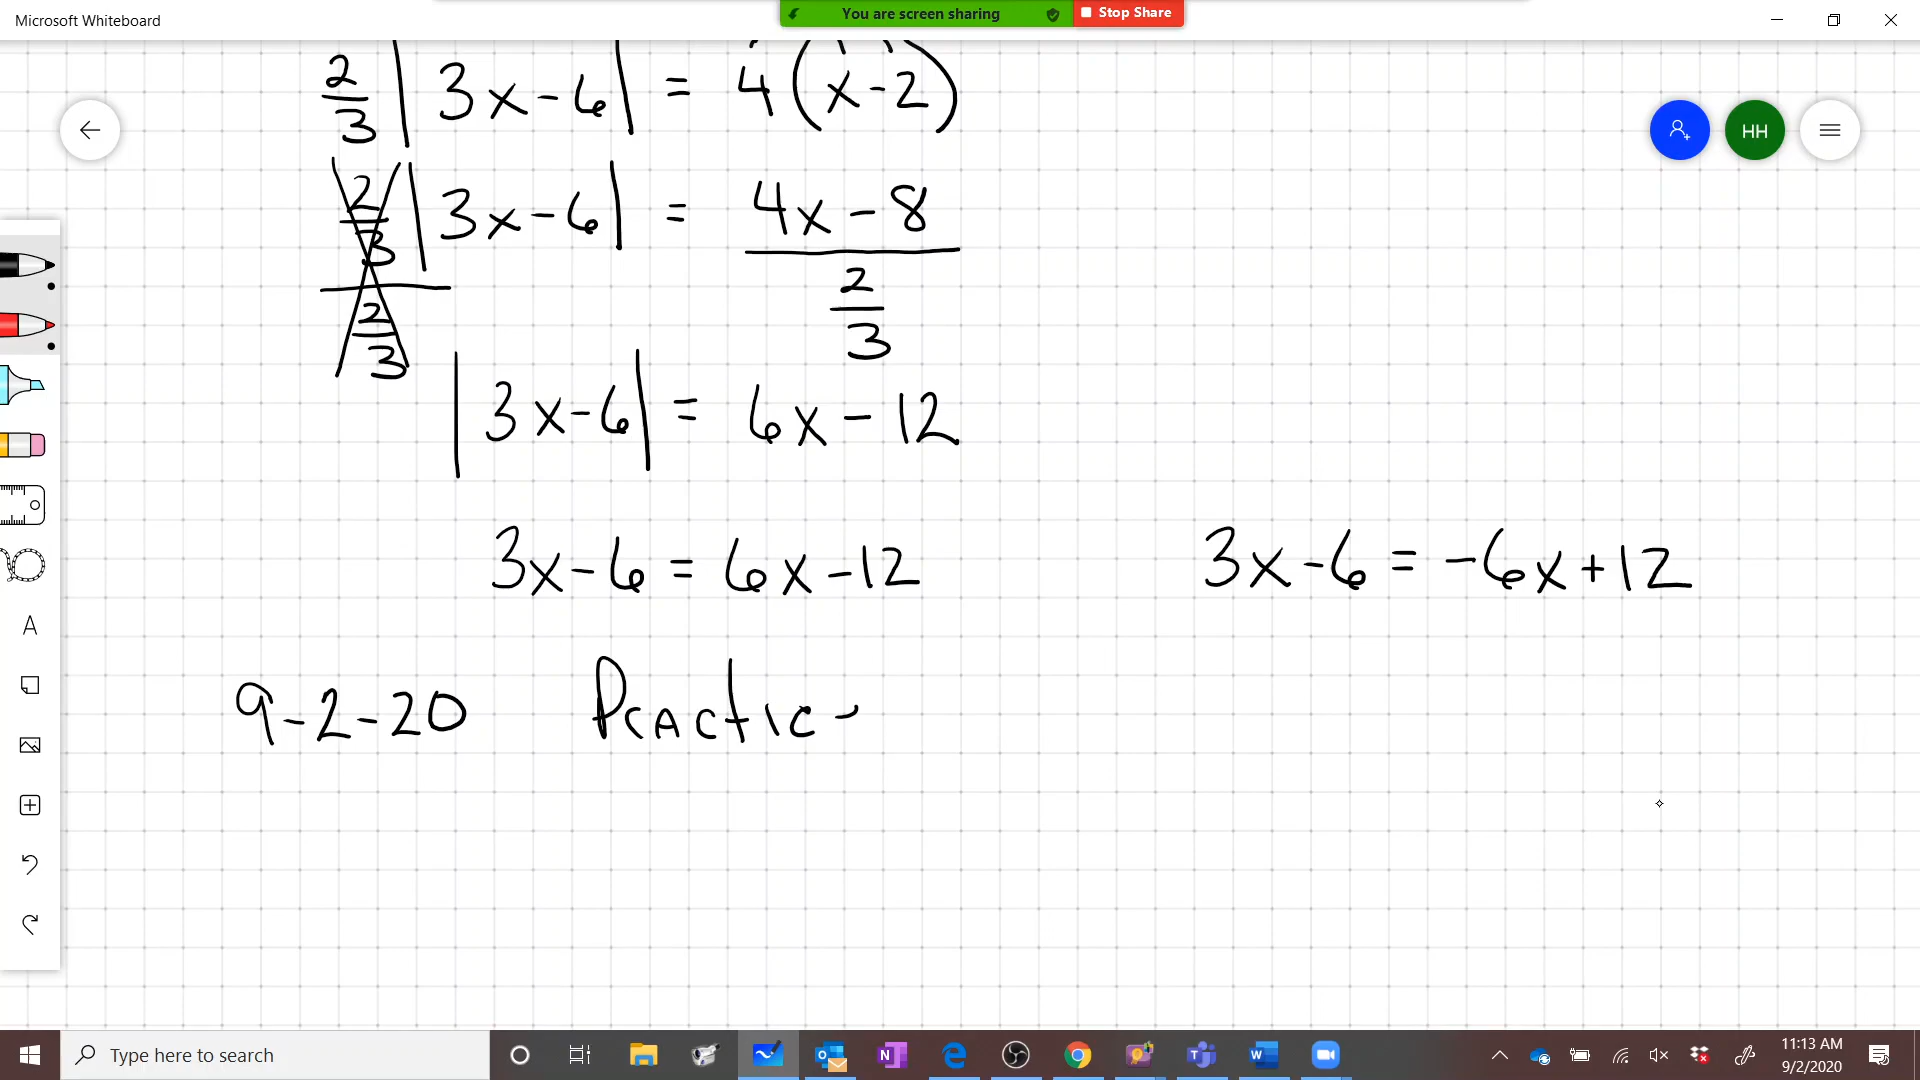 Microsoft Whiteboard
You are screen sharing
Stop Share
HH
2/3 |3x-6| = 4(x-2)
2/3 |3x-6| = 4x-8
2/3 2/3
|3x-6| = 6x-12
3x-6 = 6x-12
3x-6 = -6x+12
9-2-20 Practic-
A
Type here to search
11:13 AM
9/2/2020